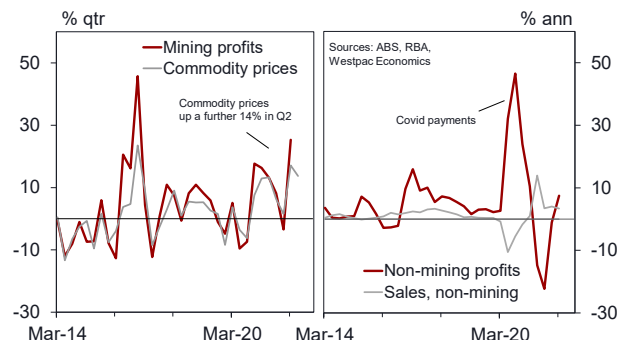 % qtr
% ann
Mining profits
Commodity prices
Commodity prices
up a further 14% in Q2
Sources: ABS, RBA,
Westpac Economics
Covid payments
Non-mining profits
Sales, non-mining
50
30
10
-10
-30
50
30
10
-10
-30
Mar-14
Mar-20
Mar-14
Mar-20